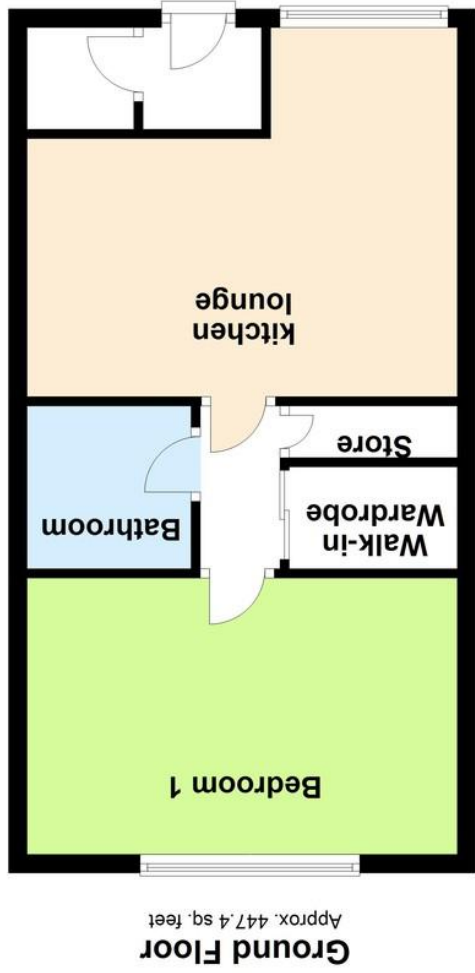 Ground Floor
Approx. 447.4 sq. feet
Bedroom 1
Walk-in
Wardrobe
Bathroom
Store
kitchen
lounge